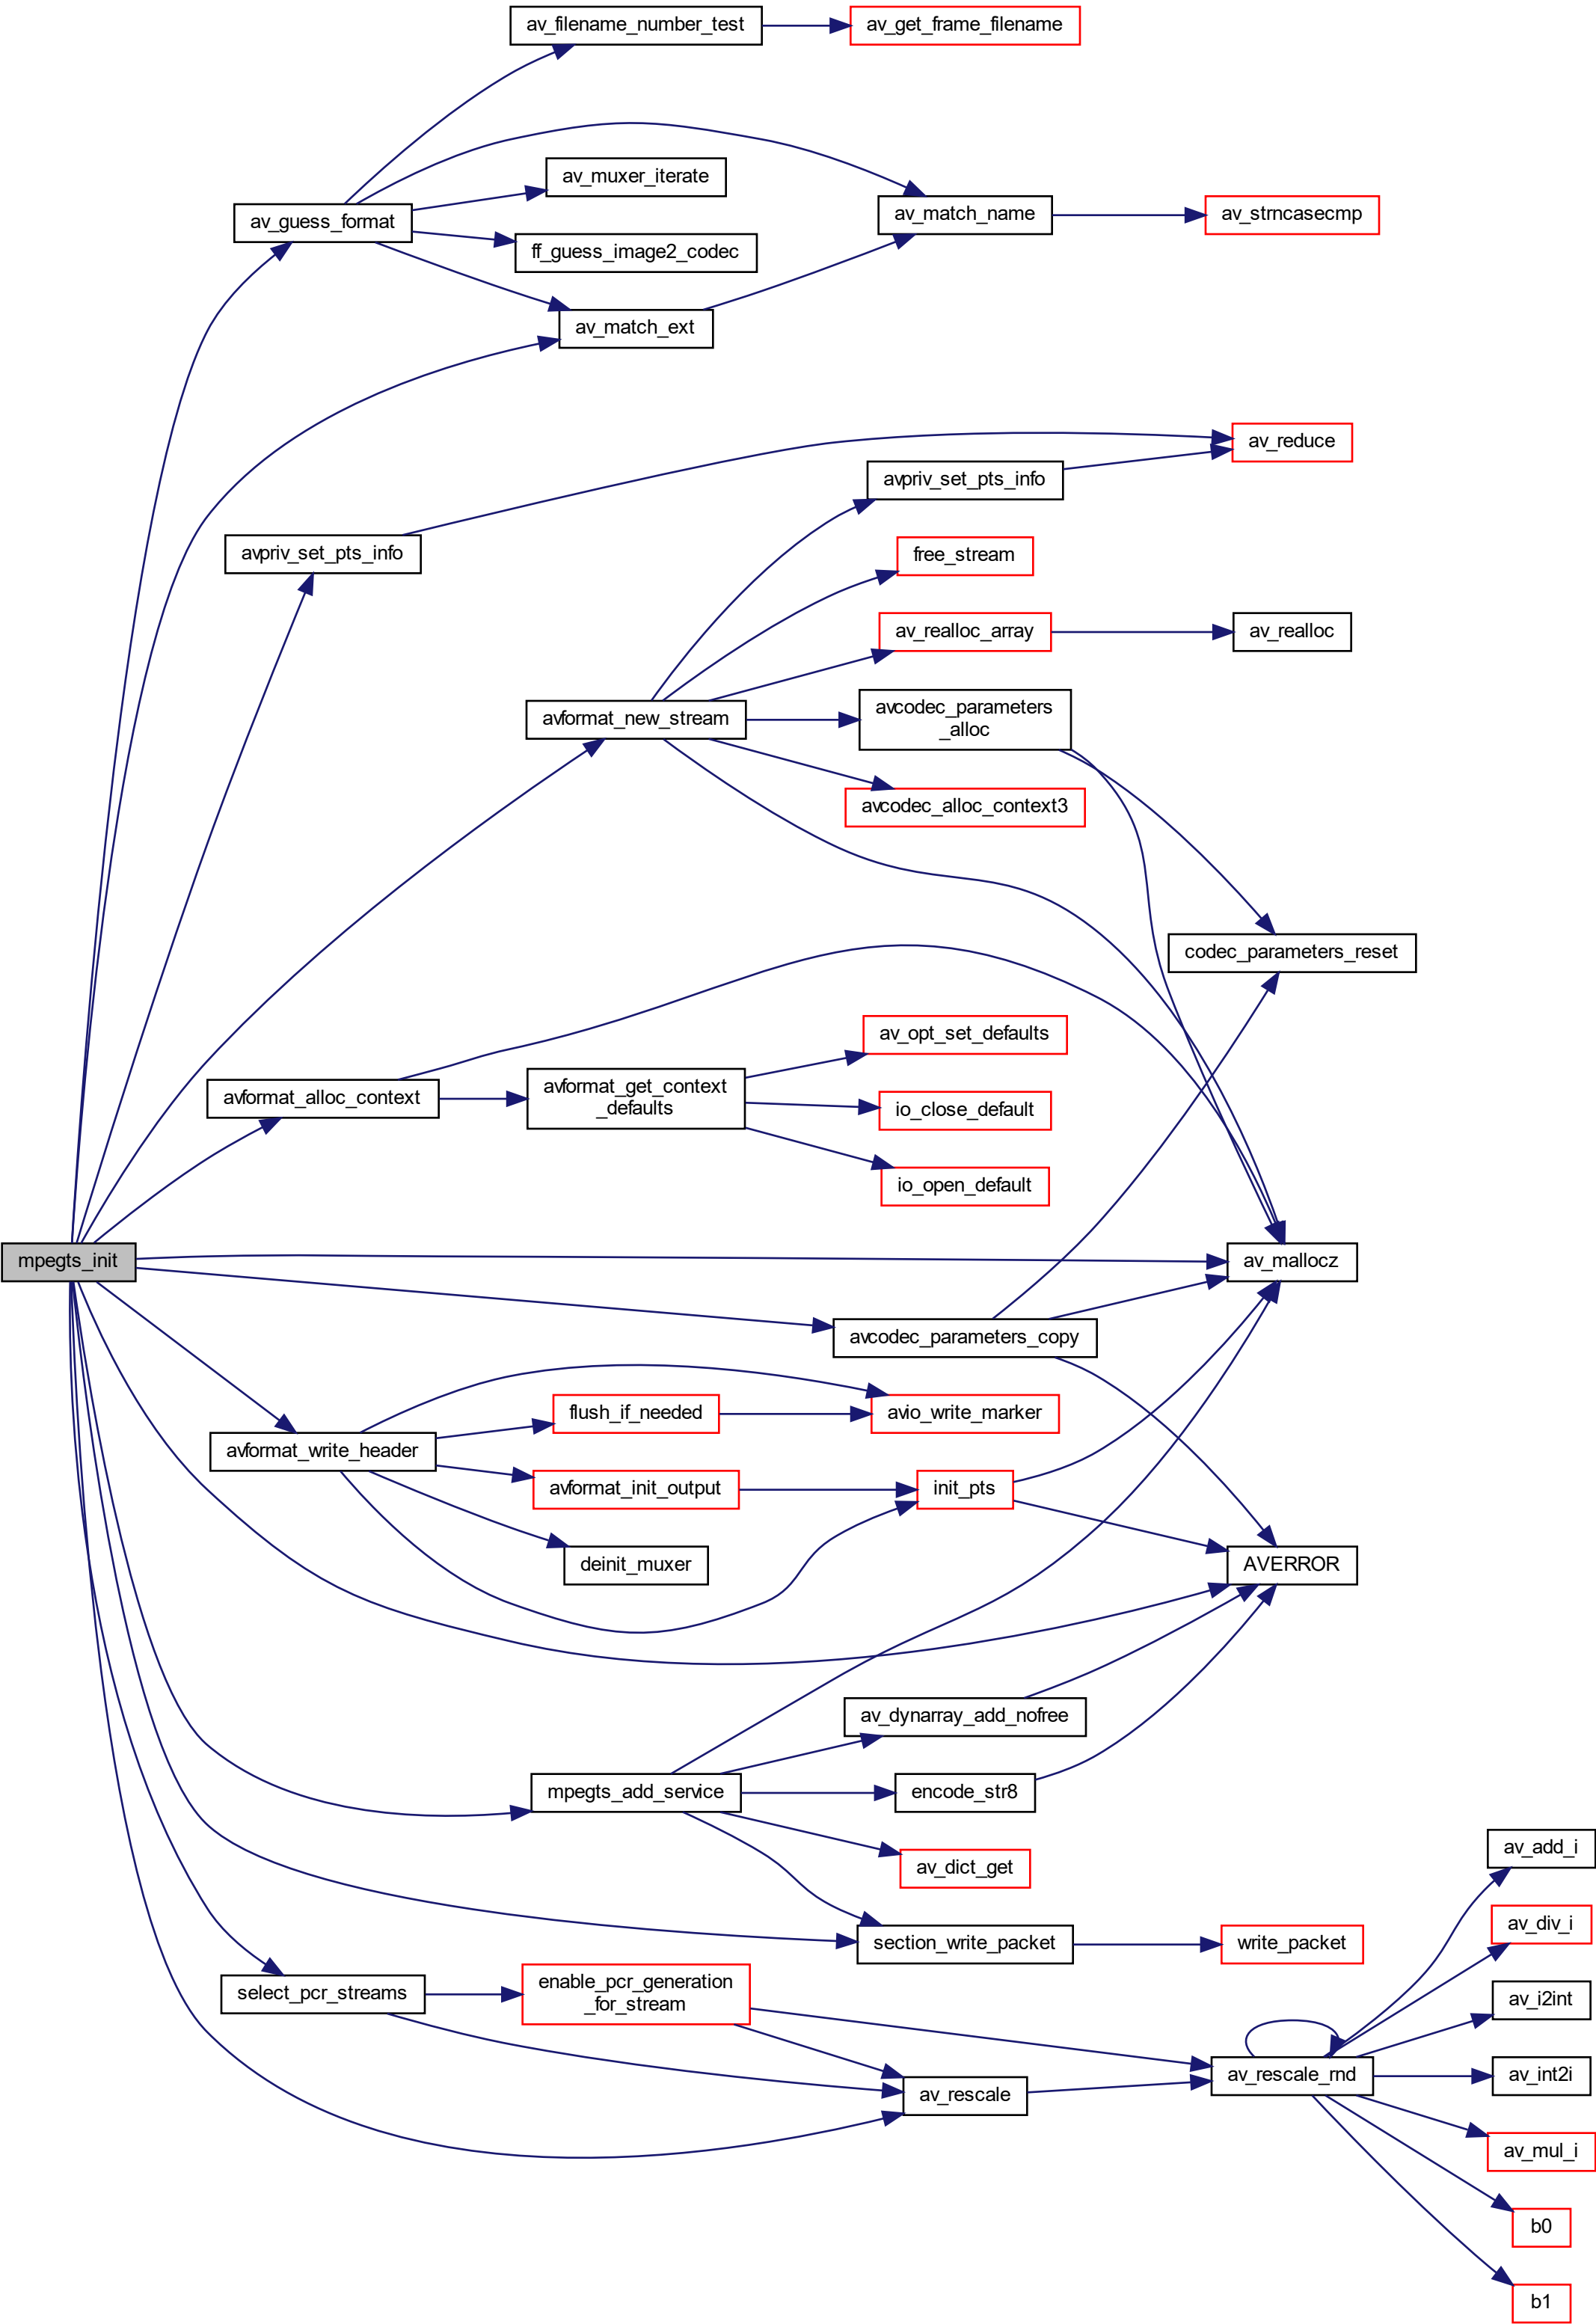 av_filename_number_test
av_get_frame_filename
av_muxer_iterate
av_guess_format
av_match_name
av_strncasecmp
ff_guess_image2_codec
av_match_ext
av_reduce
avpriv_set_pts_info
avpriv_set_pts_info
free_stream
av_realloc_array
av_realloc
avformat_new_stream
avcodec_parameters
_alloc
avcodec_alloc_context3
codec_parameters_reset
av_opt_set_defaults
avformat_alloc_context
avformat_get_context
_defaults
io_close_default
io_open_default
mpegts_init
av_mallocz
avcodec_parameters_copy
flush_if_needed
avio_write_marker
avformat_write_header
avformat_init_output
init_pts
deinit_muxer
AVERROR
av_dynarray_add_nofree
mpegts_add_service
encode_str8
av_dict_get
av_add_i
section_write_packet
write_packet
av_div_i
select_pcr_streams
enable_pcr_generation
_for_stream
av_i2int
av_rescale
av_rescale_rnd
av_int2i
av_mul_i
b0
b1